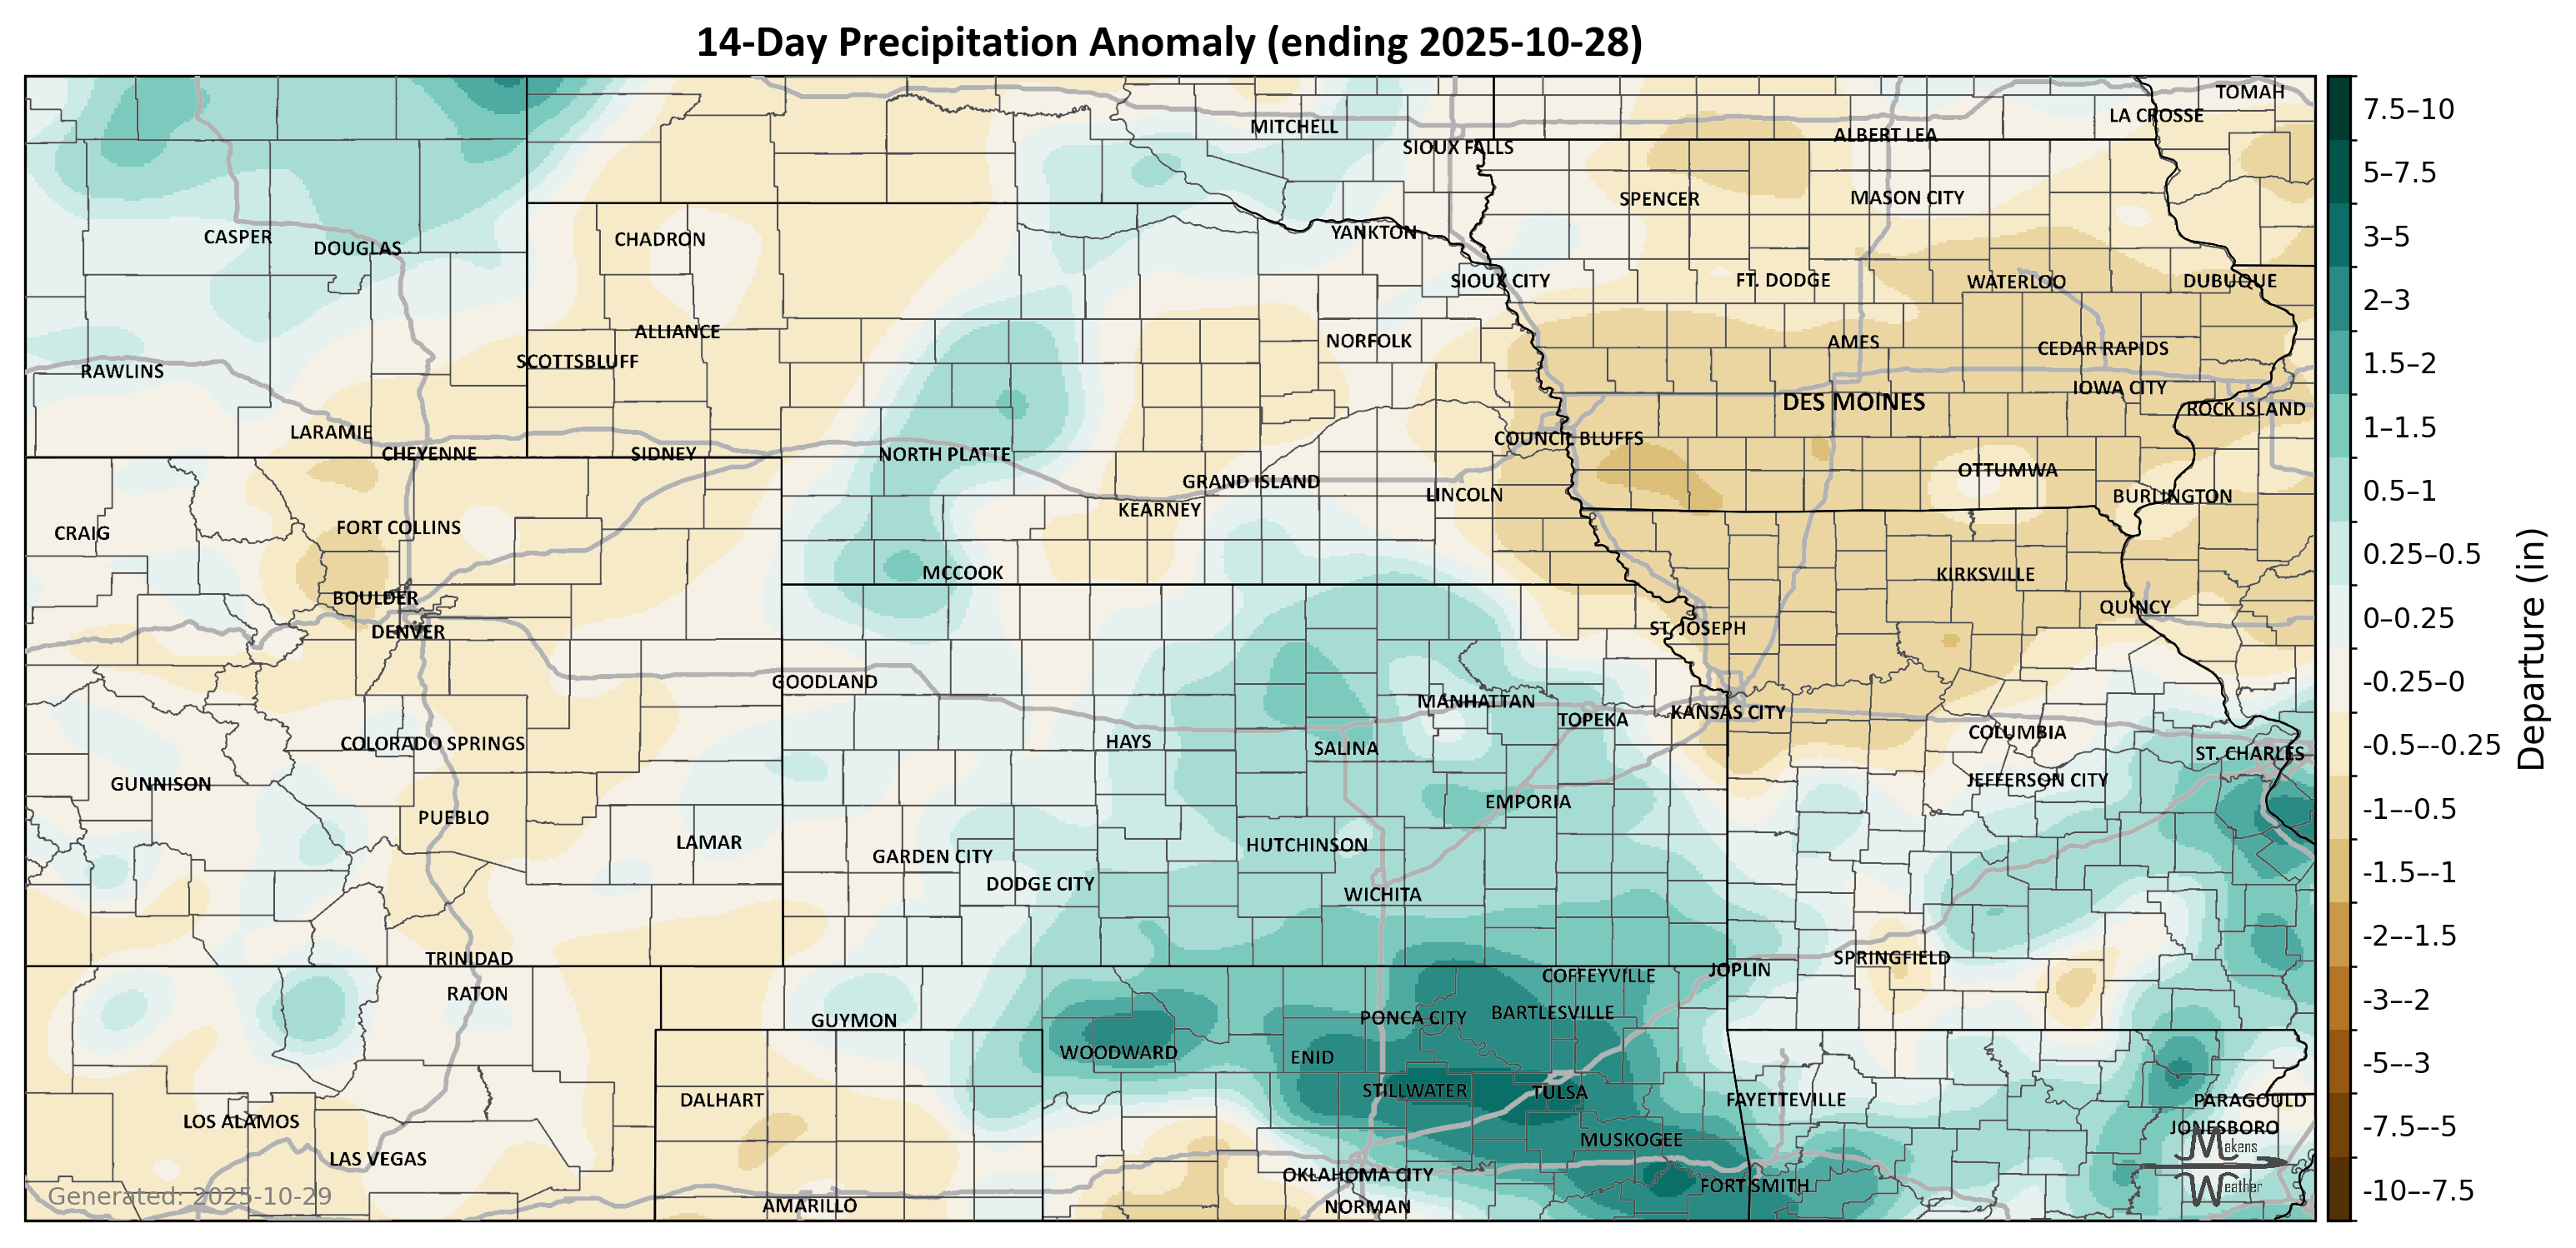 14-Day Precipitation Anomaly (ending 2025-10-28)
TOMAH
LA CROSSE
MITCHELL
ALBERT LEA
SIOUX FALLS
SPENCER
MASON CITY
YANKTON
CASPER
CHADRON
DOUGLAS
SIOUX CITY
FT. DODGE
WATERLOO
DUBUQUE
ALLIANCE
NORFOLK
AMES
CEDAR RAPIDS
SCOTTSBLUFF
RAWLINS
IOWA CITY
DES MOINES
ROCK ISLAND
LARAMIE
COUNCIL BLUFFS
CHEYENNE
SIDNEY
NORTH PLATTE
OTTUMWA
GRAND ISLAND
LINCOLN
BURLINGTON
KEARNEY
FORT COLLINS
CRAIG
MCCOOK
KIRKSVILLE
BOULDER
QUINCY
DENVER
ST. JOSEPH
GOODLAND
MANHATTAN
TOPEKA
KANSAS CITY
COLUMBIA
COLORADO SPRINGS
HAYS
SALINA
ST. CHARLES
GUNNISON
JEFFERSON CITY
EMPORIA
PUEBLO
LAMAR
HUTCHINSON
GARDEN CITY
DODGE CITY
WICHITA
TRINIDAD
SPRINGFIELD
JOPLIN
COFFEYVILLE
RATON
BARTLESVILLE
GUYMON
PONCA CITY
WOODWARD
ENID
STILLWATER
TULSA
DALHART
FAYETTEVILLE
PARAGOULD
LOS ALAMOS
JONESBORO
MUSKOGEE
LAS VEGAS
OKLAHOMA CITY
FORT SMITH
AMARILLO
NORMAN
Generated: 2025-10-29
Makens
Weather
7.5–10
5–7.5
3–5
2–3
1.5–2
1–1.5
0.5–1
0.25–0.5
0–0.25
-0.25–0
-0.5–-0.25
-1–-0.5
-1.5–-1
-2–-1.5
-3–-2
-5–-3
-7.5–-5
-10–-7.5
Departure (in)